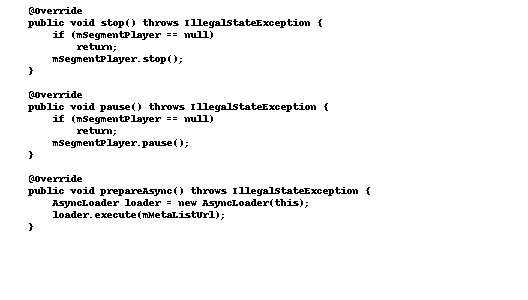 @Override
public void stop() throws IllegalStateException {
    if (mSegmentPlayer == null)
        return;
    mSegmentPlayer.stop();
}

@Override
public void pause() throws IllegalStateException {
    if (mSegmentPlayer == null)
        return;
    mSegmentPlayer.pause();
}

@Override
public void prepareAsync() throws IllegalStateException {
    AsyncLoader loader = new AsyncLoader(this);
    loader.execute(mMetaListUrl);
}